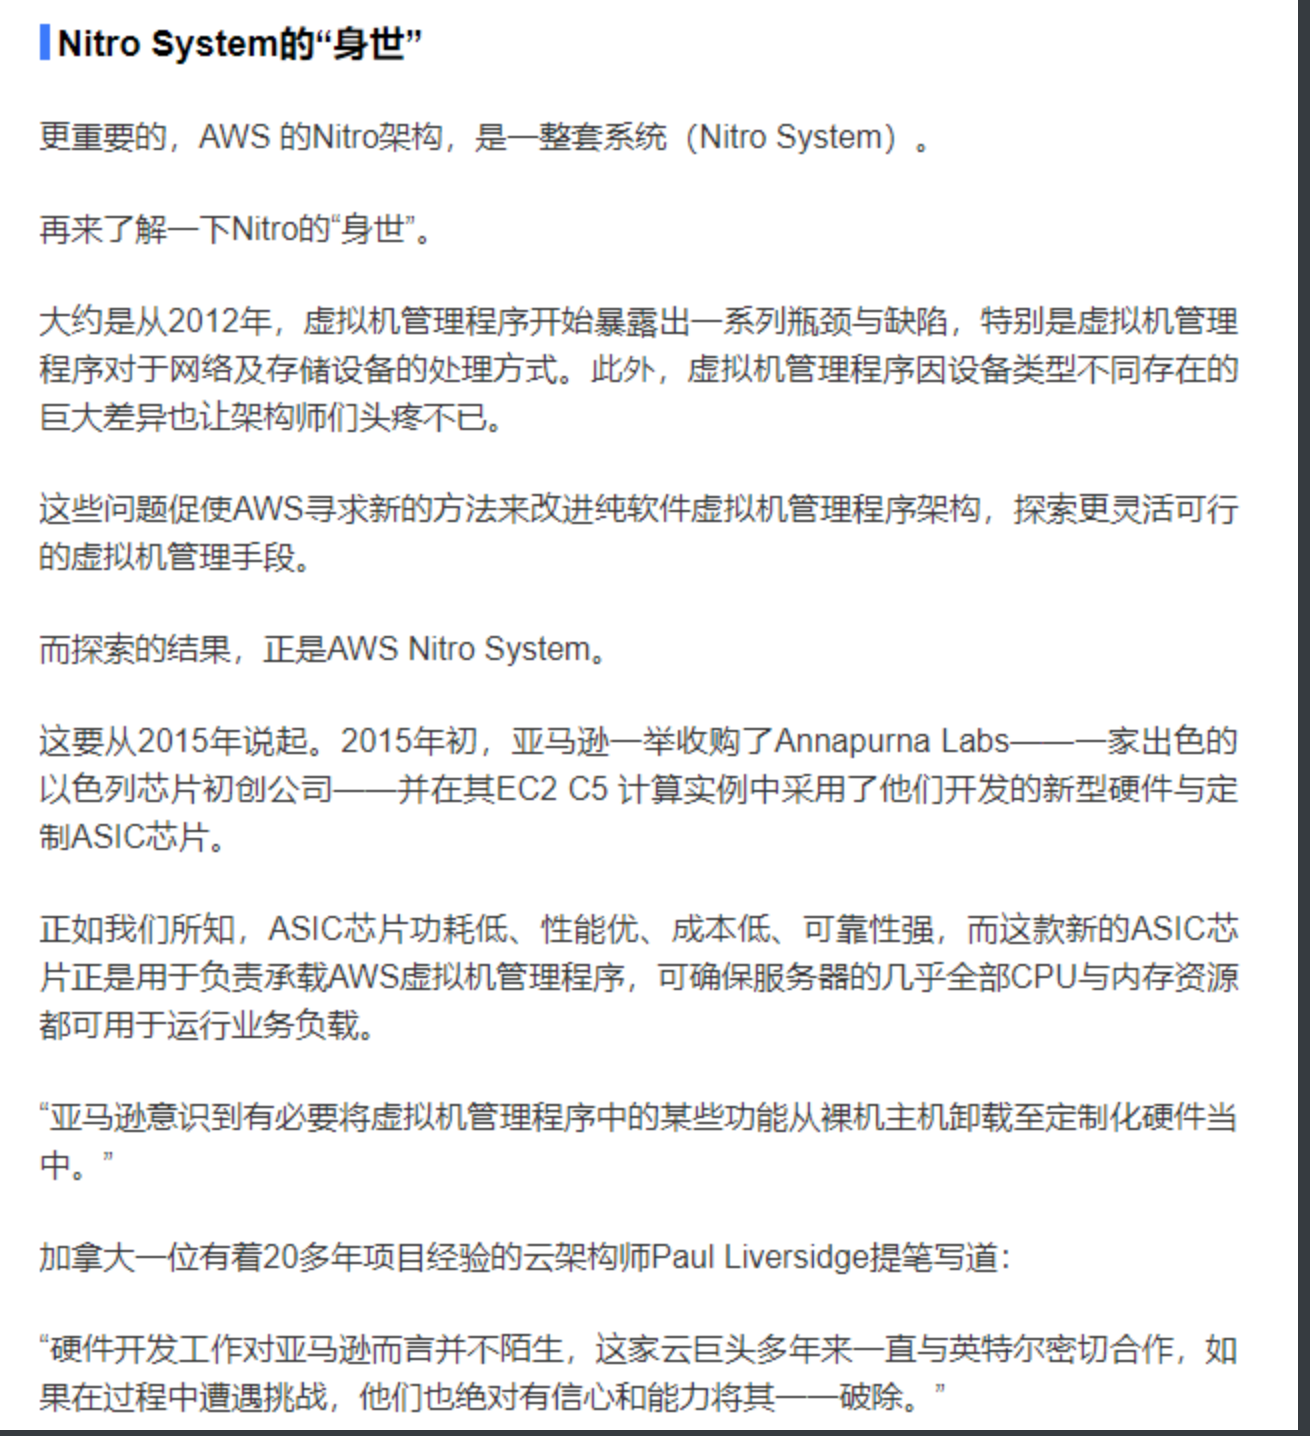 Nitro System的“身世”
更重要的，AWS 的Nitro架构，是一整套系统（Nitro System）。
再来了解一下Nitro的“身世”。
大约是从2012年，虚拟机管理程序开始暴露出一系列瓶颈与缺陷，特别是虚拟机管理
程序对于网络及存储设备的处理方式。此外，虚拟机管理程序因设备类型不同存在的
巨大差异也让架构师们头疼不已。
这些问题促使AWS寻求新的方法来改进纯软件虚拟机管理程序架构，探索更灵活可行
的虚拟机管理手段。
而探索的结果，正是AWS Nitro System。
这要从2015年说起。2015年初，亚马逊一举收购了Annapurna Labs——一家出色的
以色列芯片初创公司——并在其EC2 C5 计算实例中采用了他们开发的新型硬件与定
制ASIC芯片。
正如我们所知，ASIC芯片功耗低、性能优、成本低、可靠性强，而这款新的ASIC芯
片正是用于负责承载AWS虚拟机管理程序，可确保服务器的几乎全部CPU与内存资源
都可用于运行业务负载。
“亚马逊意识到有必要将虚拟机管理程序中的某些功能从裸机主机卸载至定制化硬件当
中。”
加拿大一位有着20多年项目经验的云架构师Paul Liversidge提笔写道：
“硬件开发工作对亚马逊而言并不陌生，这家云巨头多年来一直与英特尔密切合作，如
果在过程中遭遇挑战，他们也绝对有信心和能力将其一一破除。”